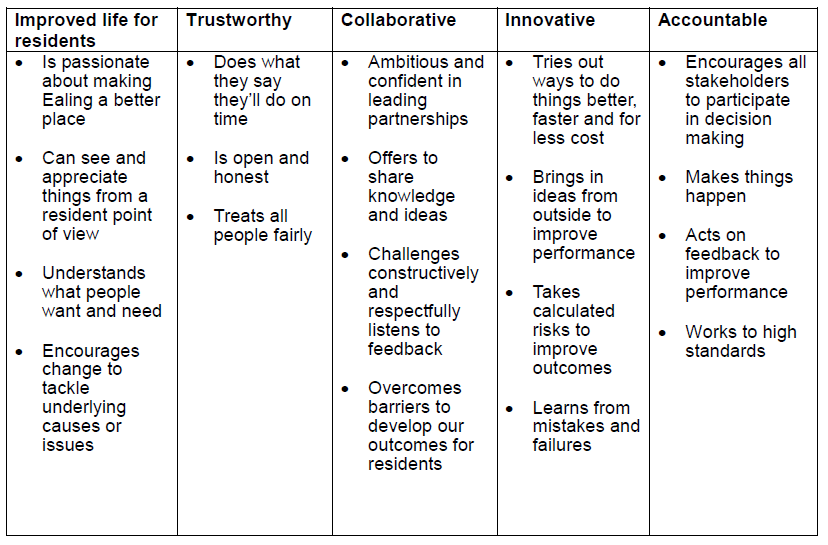 Improved life for
residents
Is passionate
about making
Ealing a better
place
Can see and
appreciate
things from a
resident point
of view
Understands
what people
want and need
Encourages
change to
tackle
underlying
causes or
issues
Trustworthy
Does what
they say
they’ll do on
time
Is open and
honest
Treats all
people fairly
Collaborative
Ambitious and
confident in
leading
partnerships
Offers to
share
knowledge
and ideas
Challenges
constructively
and
respectfully
listens to
feedback
Overcomes
barriers to
develop our
outcomes for
residents
Innovative
Tries out
ways to do
things better,
faster and for
less cost
Brings in
ideas from
outside to
improve
performance
Takes
calculated
risks to
improve
outcomes
Learns from
mistakes and
failures
Accountable
Encourages all
stakeholders
to participate
in decision
making
Makes things
happen
Acts on
feedback to
improve
performance
Works to high
standards